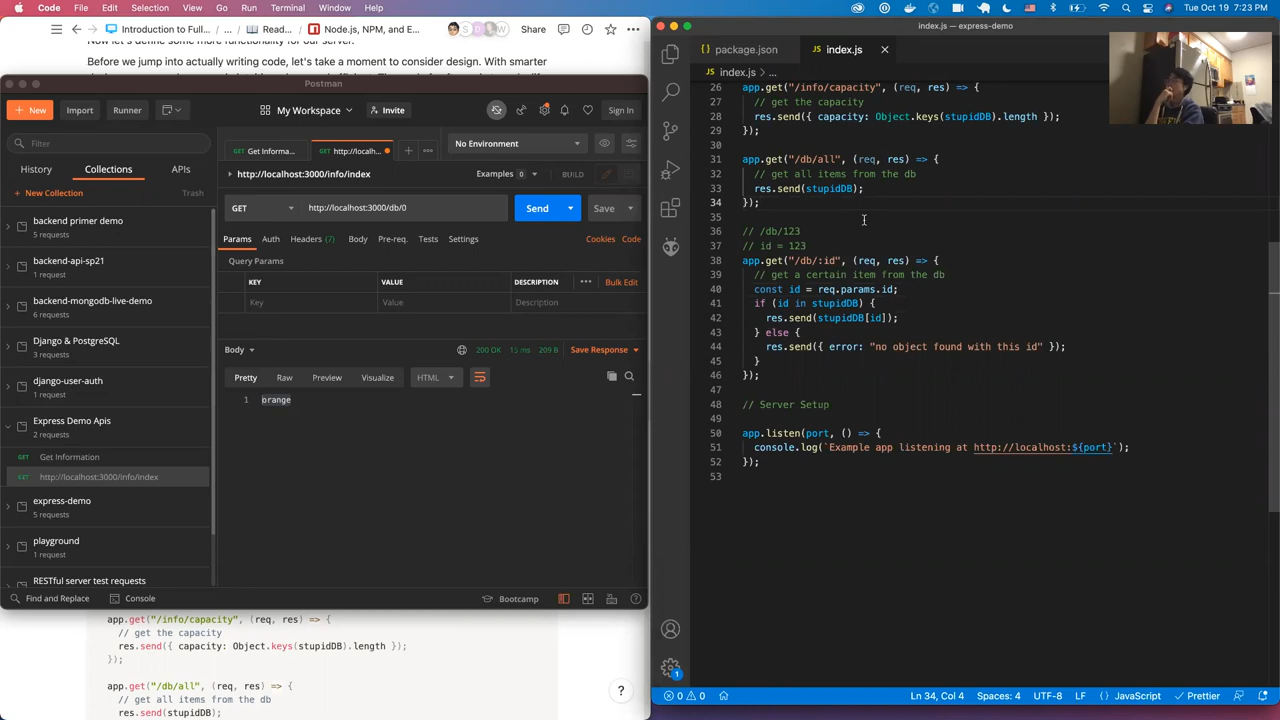 Code File Edit Selection View Go Run Terminal Window Help
Tue Oct 19 7:23 PM
Introduction to Full... / ... / Read... / Node.js, NPM, and E... Share
Now let's define some more functionality for our server.
Before we jump into actually writing code, let's take a moment to consider design. With smarter
Postman
New Import Runner My Workspace Invite Sign In
Filter
History Collections APIs
+ New Collection Trash
backend primer demo
5 requests
backend-api-sp21
1 request
backend-mongodb-live-demo
6 requests
Django & PostgreSQL
3 requests
django-user-auth
1 request
Express Demo Apis
2 requests
GET Get Information
GET http://localhost:3000/info/index
express-demo
5 requests
playground
1 request
RESTful server test requests
GET Get Informa... GET http://localh... No Environment
http://localhost:3000/info/index Examples 0 BUILD
GET http://localhost:3000/db/0 Send Save
Params Auth Headers (7) Body Pre-req. Tests Settings Cookies Code
Query Params
KEY VALUE DESCRIPTION Bulk Edit
Key Value Description
Body 200 OK 15 ms 209 B Save Response
Pretty Raw Preview Visualize HTML
1 orange
Find and Replace Console Bootcamp
app.get("/info/capacity", (req, res) => {
// get the capacity
res.send({ capacity: Object.keys(stupidDB).length });
});
app.get("/db/all", (req, res) => {
// get all items from the db
res.send(stupidDB);
?
index.js — express-demo
package.json index.js
index.js > ...
26 app.get("/info/capacity", (req, res) => {
27 // get the capacity
28 res.send({ capacity: Object.keys(stupidDB).length });
29 });
30
31 app.get("/db/all", (req, res) => {
32 // get all items from the db
33 res.send(stupidDB);
34 });
35
36 // /db/123
37 // id = 123
38 app.get("/db/:id", (req, res) => {
39 // get a certain item from the db
40 const id = req.params.id;
41 if (id in stupidDB) {
42 res.send(stupidDB[id]);
43 } else {
44 res.send({ error: "no object found with this id" });
45 }
46 });
47
48 // Server Setup
49
50 app.listen(port, () => {
51 console.log(`Example app listening at http://localhost:${port}`);
52 });
53
1
0 0 Ln 34, Col 4 Spaces: 4 UTF-8 LF {} JavaScript Prettier